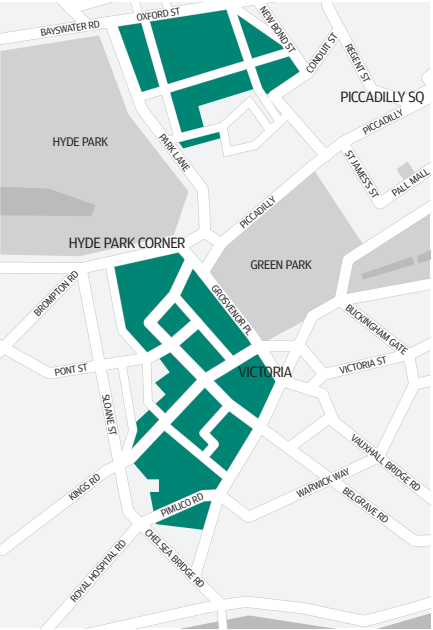 OXFORD ST
BAYSWATER RD
NEW BOND ST
CONDUIT ST
REGENT ST
PICCADILLY SQ
PICCADILLY
HYDE PARK
PARK LANE
ST JAMES'S ST
PALL MALL
PICCADILLY
HYDE PARK CORNER
GREEN PARK
BROMPTON RD
GROSVENOR PL
BUCKINGHAM GATE
PONT ST
VICTORIA
VICTORIA ST
SLOANE ST
VAUXHALL BRIDGE RD
KINGS RD
WARWICK WAY
PIMLICO RD
BELGRAVE RD
ROYAL HOSPITAL RD
CHELSEA BRIDGE RD